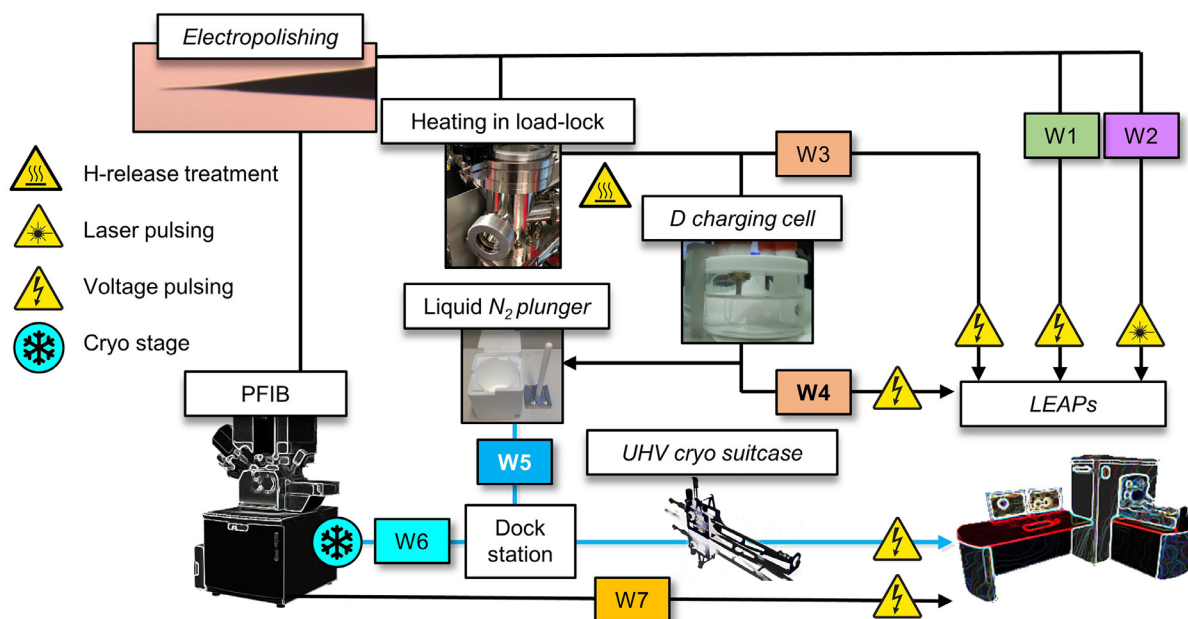 Electropolishing
Heating in load-lock
W3
W1
W2
H-release treatment
Laser pulsing
Voltage pulsing
Cryo stage
D charging cell
Liquid N₂ plunger
PFIB
W4
LEAPs
W5
UHV cryo suitcase
W6
Dock
station
W7